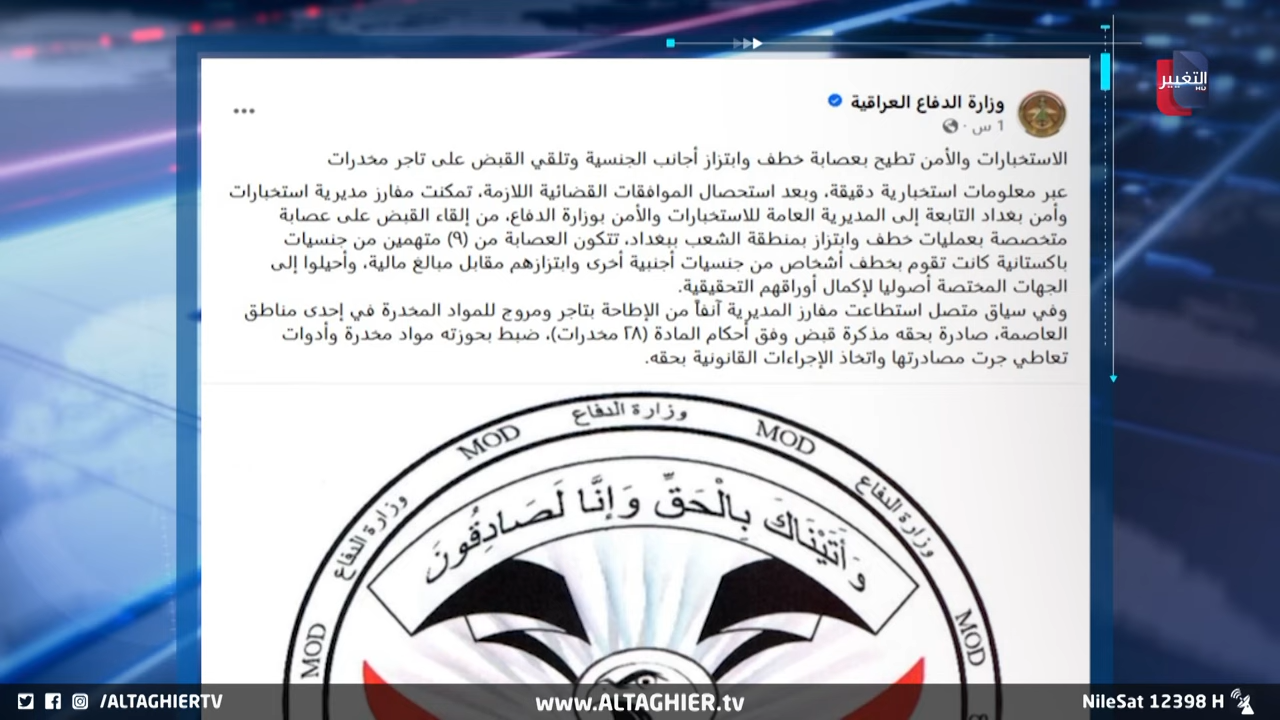 التغيير
HD
وزارة الدفاع العراقية
1 س ·
الاستخبارات والأمن تطيح بعصابة خطف وابتزاز أجانب الجنسية وتلقي القبض على تاجر مخدرات
عبر معلومات استخبارية دقيقة، وبعد استحصال الموافقات القضائية اللازمة، تمكنت مفارز مديرية استخبارات
وأمن بغداد التابعة إلى المديرية العامة للاستخبارات والأمن بوزارة الدفاع، من إلقاء القبض على عصابة
متخصصة بعمليات خطف وابتزاز بمنطقة الشعب ببغداد، تتكون العصابة من (٩) متهمين من جنسيات
باكستانية كانت تقوم بخطف أشخاص من جنسيات أجنبية أخرى وابتزازهم مقابل مبالغ مالية، وأحيلوا إلى
الجهات المختصة أصوليا لإكمال أوراقهم التحقيقية.
وفي سياق متصل استطاعت مفارز المديرية آنفاً من الإطاحة بتاجر ومروج للمواد المخدرة في إحدى مناطق
العاصمة، صادرة بحقه مذكرة قبض وفق أحكام المادة (٢٨ مخدرات)، ضبط بحوزته مواد مخدرة وأدوات
تعاطي جرت مصادرتها واتخاذ الإجراءات القانونية بحقه.
وزارة الدفاع
MOD
MOD
وزارة الدفاع
وزارة الدفاع
MOD
MOD
وَأَتَيْنَاكَ بِالْحَقِّ وَإِنَّا لَصَادِقُونَ
/ALTAGHIERTV
www.ALTAGHIER.tv
NileSat 12398 H